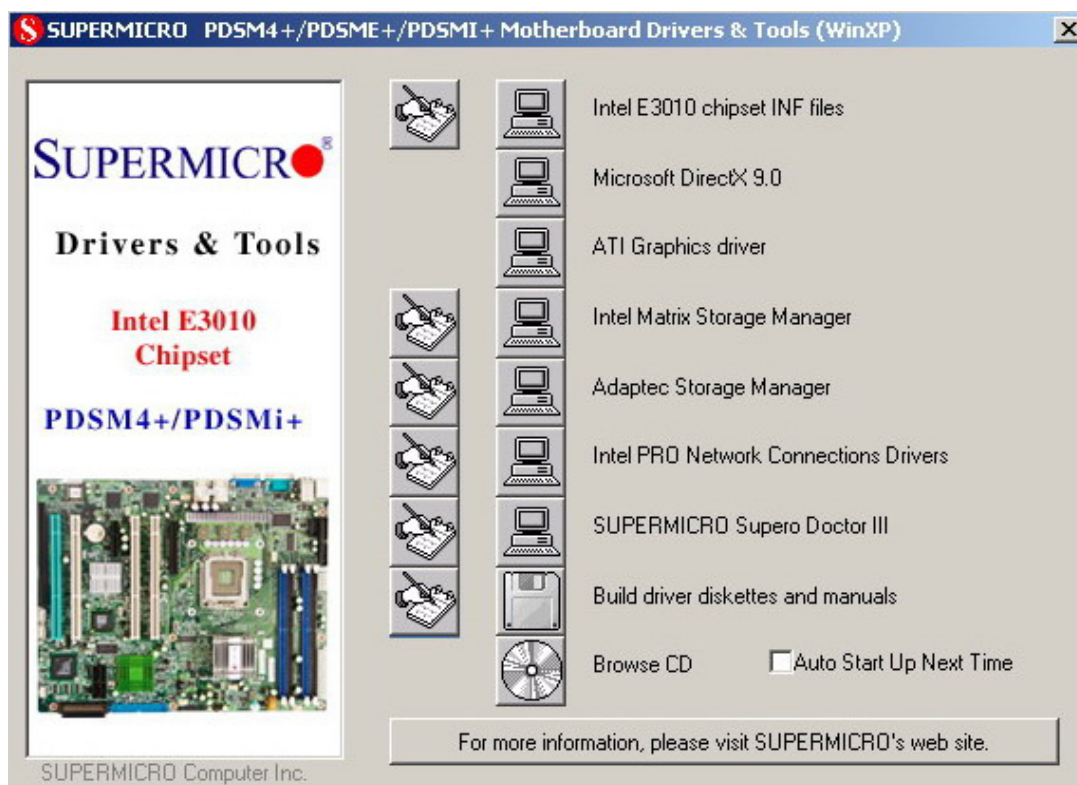 SUPERMICRO PDSM4+/PDSME+/PDSMI+ Motherboard Drivers & Tools (WinXP)
SUPERMICRO®
Drivers & Tools
Intel E3010
Chipset
PDSM4+/PDSMi+
SUPERMICRO Computer Inc.
Intel E3010 chipset INF files
Microsoft DirectX 9.0
ATI Graphics driver
Intel Matrix Storage Manager
Adaptec Storage Manager
Intel PRO Network Connections Drivers
SUPERMICRO Supero Doctor III
Build driver diskettes and manuals
Browse CD
Auto Start Up Next Time
For more information, please visit SUPERMICRO's web site.